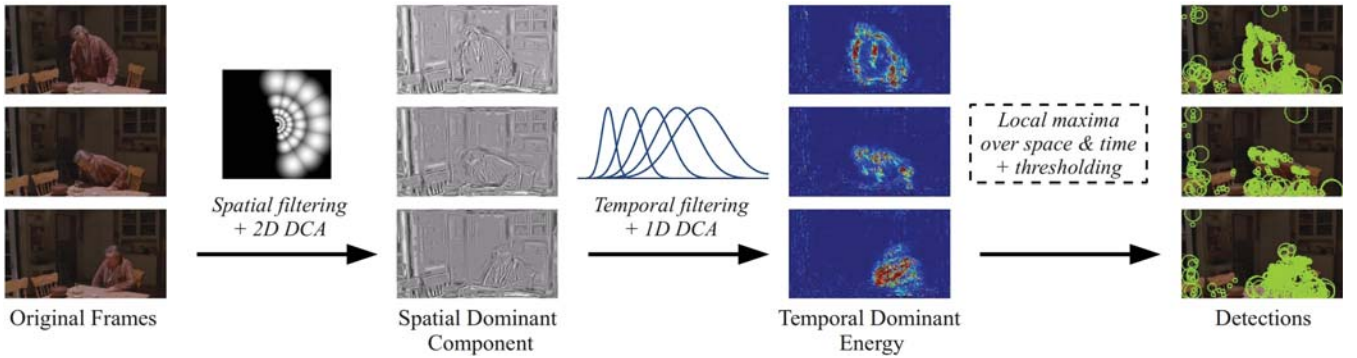 Spatial filtering
+ 2D DCA
Temporal filtering
+ 1D DCA
Local maxima
over space & time
+ thresholding
Original Frames
Spatial Dominant
Component
Temporal Dominant
Energy
Detections